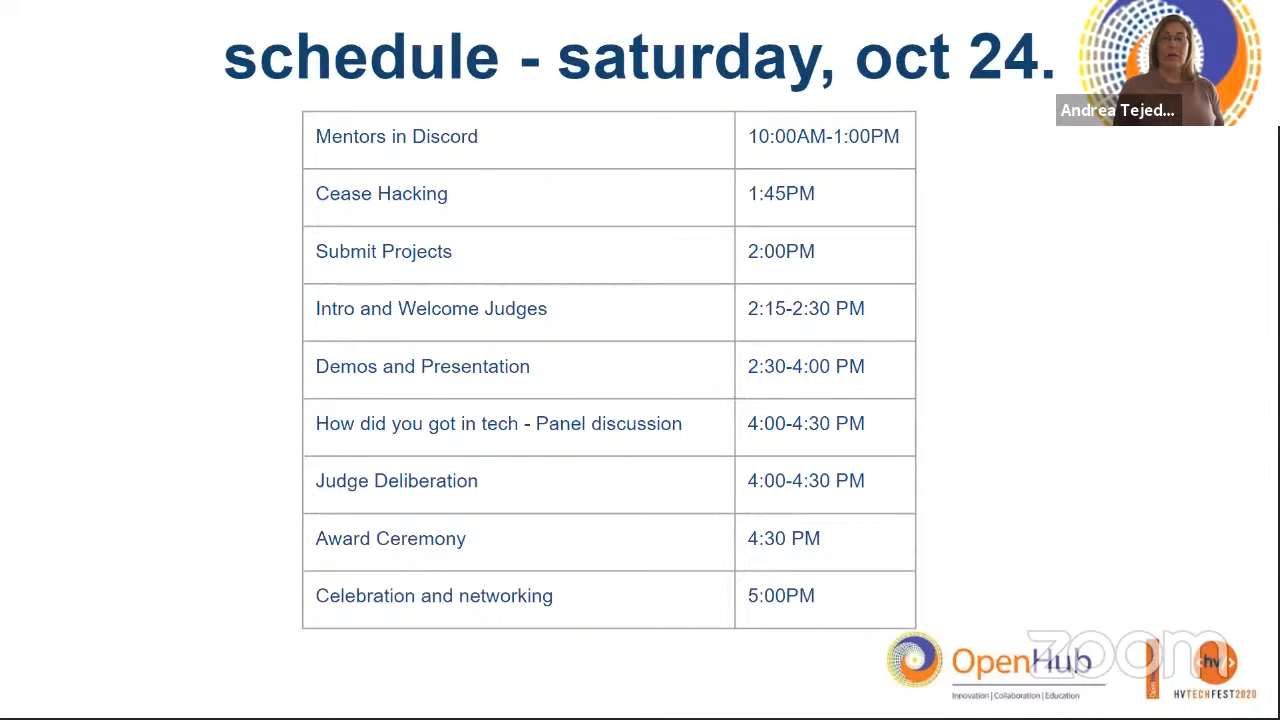 schedule - saturday, oct 24.
Andrea Tejed...
Mentors in Discord 10:00AM-1:00PM
Cease Hacking 1:45PM
Submit Projects 2:00PM
Intro and Welcome Judges 2:15-2:30 PM
Demos and Presentation 2:30-4:00 PM
How did you got in tech - Panel discussion 4:00-4:30 PM
Judge Deliberation 4:00-4:30 PM
Award Ceremony 4:30 PM
Celebration and networking 5:00PM
zoom
OpenHub
Innovation | Collaboration | Education
hv
HVTECHFEST2020